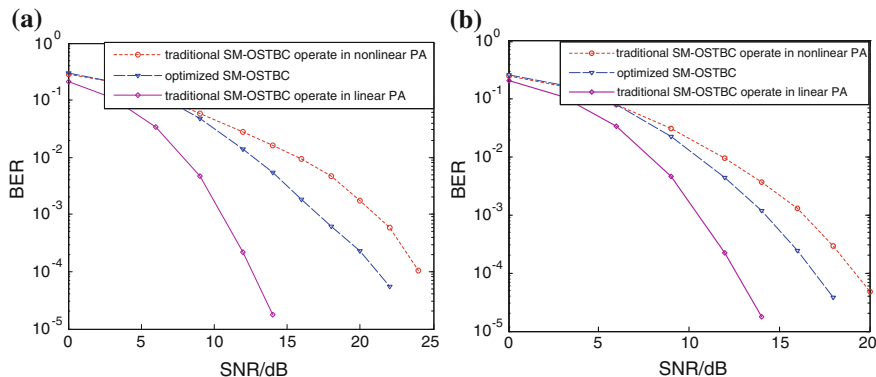 (a)
10^0
10^-1
10^-2
10^-3
10^-4
10^-5
BER
traditional SM-OSTBC operate in nonlinear PA
optimized SM-OSTBC
traditional SM-OSTBC operate in linear PA
0 5 10 15 20 25
SNR/dB
(b)
10^0
10^-1
10^-2
10^-3
10^-4
10^-5
BER
traditional SM-OSTBC operate in nonlinear PA
optimized SM-OSTBC
traditional SM-OSTBC operate in linear PA
0 5 10 15 20
SNR/dB